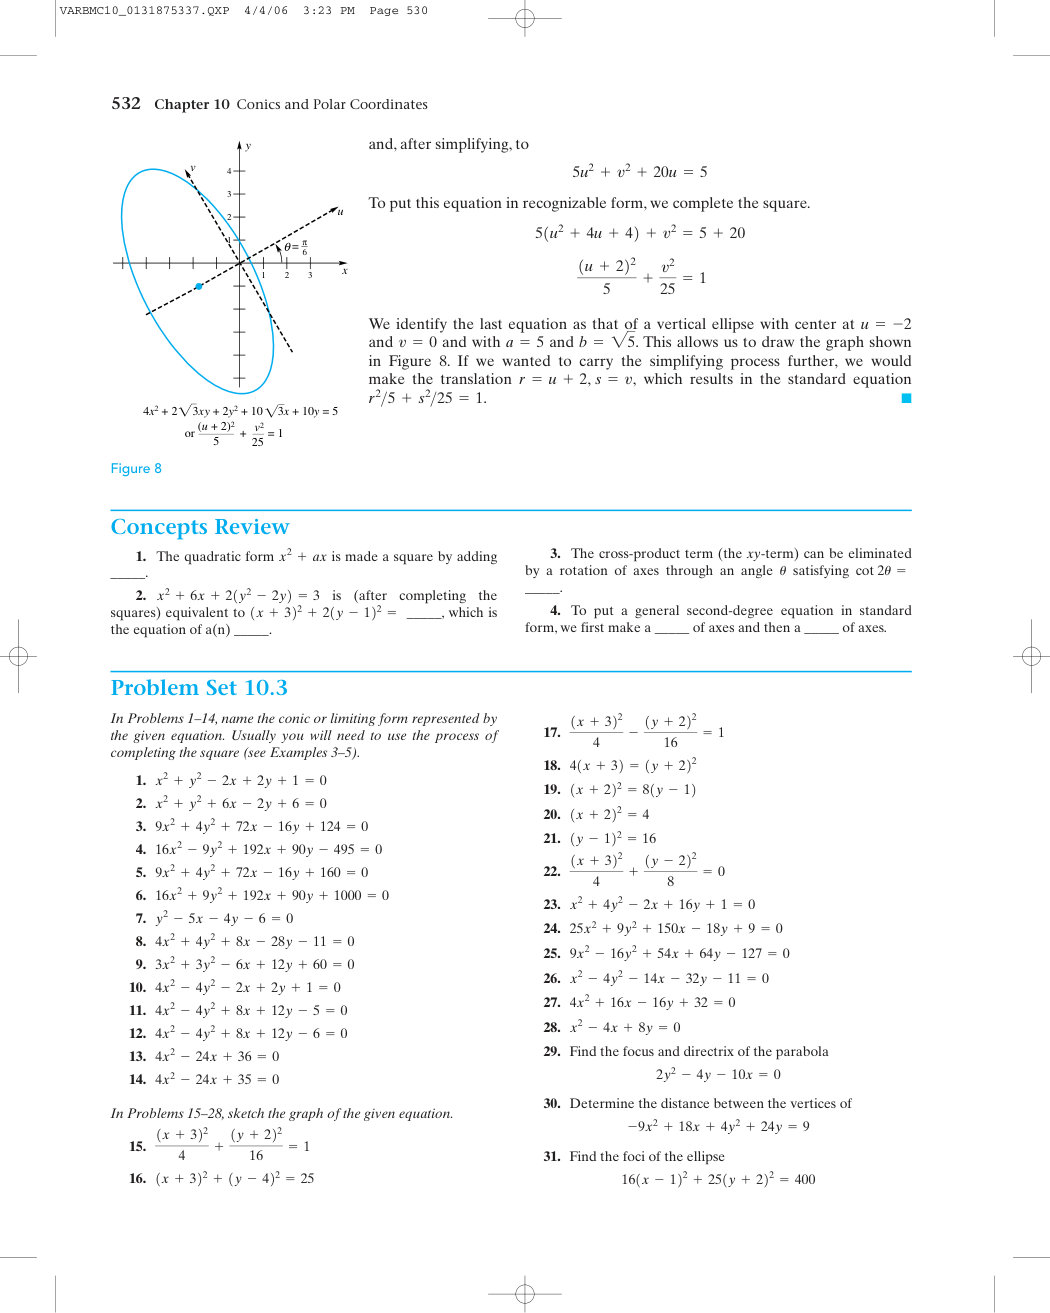 VARBMC10_0131875337.QXP 4/4/06 3:23 PM Page 530
532 Chapter 10 Conics and Polar Coordinates
y
v
4
3
2
1
u
θ = π/6
1 2 3
x
4x² + 2√3xy + 2y² + 10√3x + 10y = 5
or (u + 2)²/5 + v²/25 = 1
Figure 8
and, after simplifying, to
5u² + v² + 20u = 5
To put this equation in recognizable form, we complete the square.
5(u² + 4u + 4) + v² = 5 + 20
(u + 2)²/5 + v²/25 = 1
We identify the last equation as that of a vertical ellipse with center at u = −2
and v = 0 and with a = 5 and b = √5. This allows us to draw the graph shown
in Figure 8. If we wanted to carry the simplifying process further, we would
make the translation r = u + 2, s = v, which results in the standard equation
r²/5 + s²/25 = 1.
Concepts Review
1. The quadratic form x² + ax is made a square by adding
_____.
2. x² + 6x + 2(y² − 2y) = 3 is (after completing the
squares) equivalent to (x + 3)² + 2(y − 1)² = _____, which is
the equation of a(n) _____.
3. The cross-product term (the xy-term) can be eliminated
by a rotation of axes through an angle θ satisfying cot 2θ =
_____.
4. To put a general second-degree equation in standard
form, we first make a _____ of axes and then a _____ of axes.
Problem Set 10.3
In Problems 1–14, name the conic or limiting form represented by
the given equation. Usually you will need to use the process of
completing the square (see Examples 3–5).
1. x² + y² − 2x + 2y + 1 = 0
2. x² + y² + 6x − 2y + 6 = 0
3. 9x² + 4y² + 72x − 16y + 124 = 0
4. 16x² − 9y² + 192x + 90y − 495 = 0
5. 9x² + 4y² + 72x − 16y + 160 = 0
6. 16x² + 9y² + 192x + 90y + 1000 = 0
7. y² − 5x − 4y − 6 = 0
8. 4x² + 4y² + 8x − 28y − 11 = 0
9. 3x² + 3y² − 6x + 12y + 60 = 0
10. 4x² − 4y² − 2x + 2y + 1 = 0
11. 4x² − 4y² + 8x + 12y − 5 = 0
12. 4x² − 4y² + 8x + 12y − 6 = 0
13. 4x² − 24x + 36 = 0
14. 4x² − 24x + 35 = 0
In Problems 15–28, sketch the graph of the given equation.
15. (x + 3)²/4 + (y + 2)²/16 = 1
16. (x + 3)² + (y − 4)² = 25
17. (x + 3)²/4 − (y + 2)²/16 = 1
18. 4(x + 3) = (y + 2)²
19. (x + 2)² = 8(y − 1)
20. (x + 2)² = 4
21. (y − 1)² = 16
22. (x + 3)²/4 + (y − 2)²/8 = 0
23. x² + 4y² − 2x + 16y + 1 = 0
24. 25x² + 9y² + 150x − 18y + 9 = 0
25. 9x² − 16y² + 54x + 64y − 127 = 0
26. x² − 4y² − 14x − 32y − 11 = 0
27. 4x² + 16x − 16y + 32 = 0
28. x² − 4x + 8y = 0
29. Find the focus and directrix of the parabola
2y² − 4y − 10x = 0
30. Determine the distance between the vertices of
−9x² + 18x + 4y² + 24y = 9
31. Find the foci of the ellipse
16(x − 1)² + 25(y + 2)² = 400